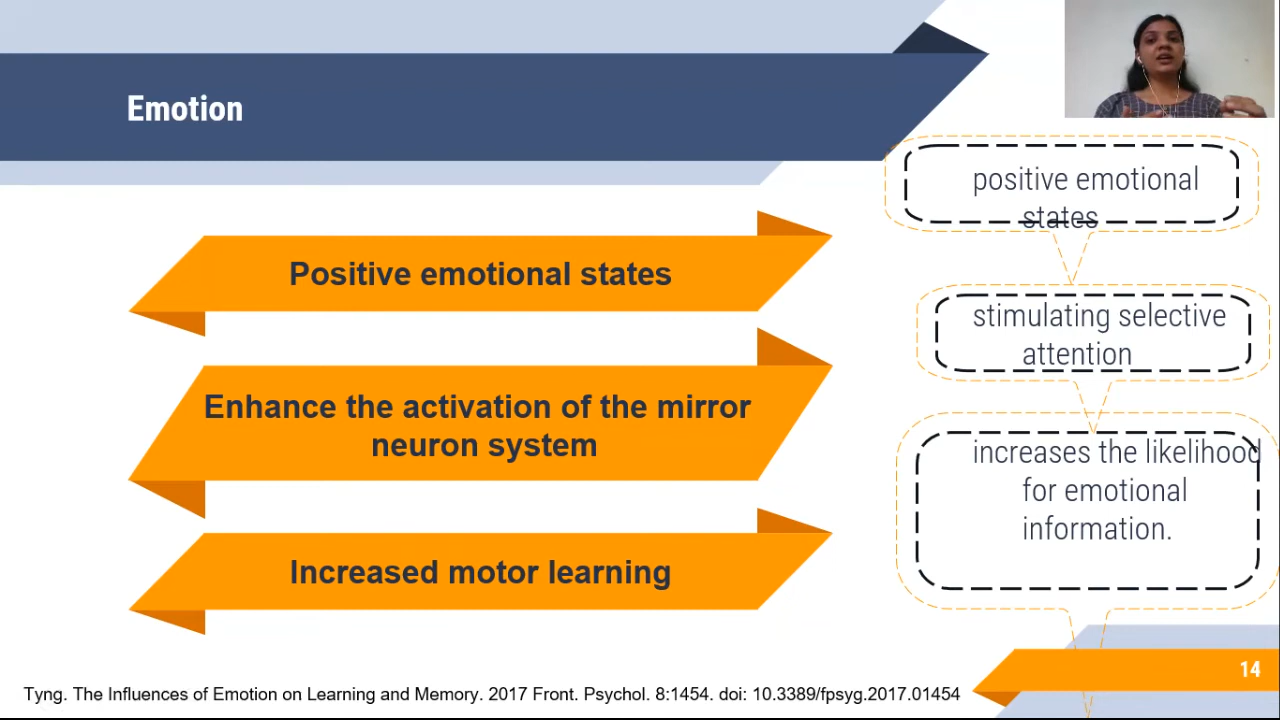 Emotion
Positive emotional states
Enhance the activation of the mirror
neuron system
Increased motor learning
positive emotional
states
stimulating selective
attention
increases the likelihood
for emotional
information.
14
Tyng. The Influences of Emotion on Learning and Memory. 2017 Front. Psychol. 8:1454. doi: 10.3389/fpsyg.2017.01454